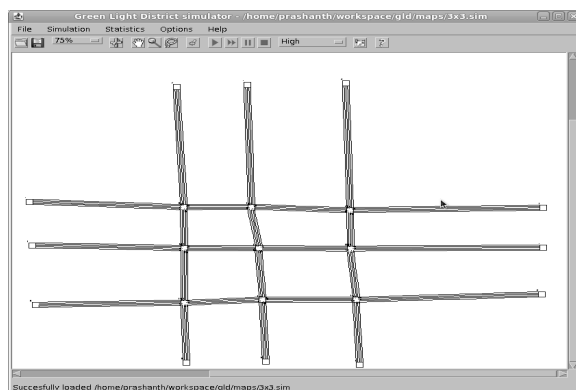 Green Light District simulator - /home/prashanth/workspace/gld/maps/3x3.sim
File Simulation Statistics Options Help
75% High
Succesfully loaded /home/prashanth/workspace/gld/maps/3x3.sim